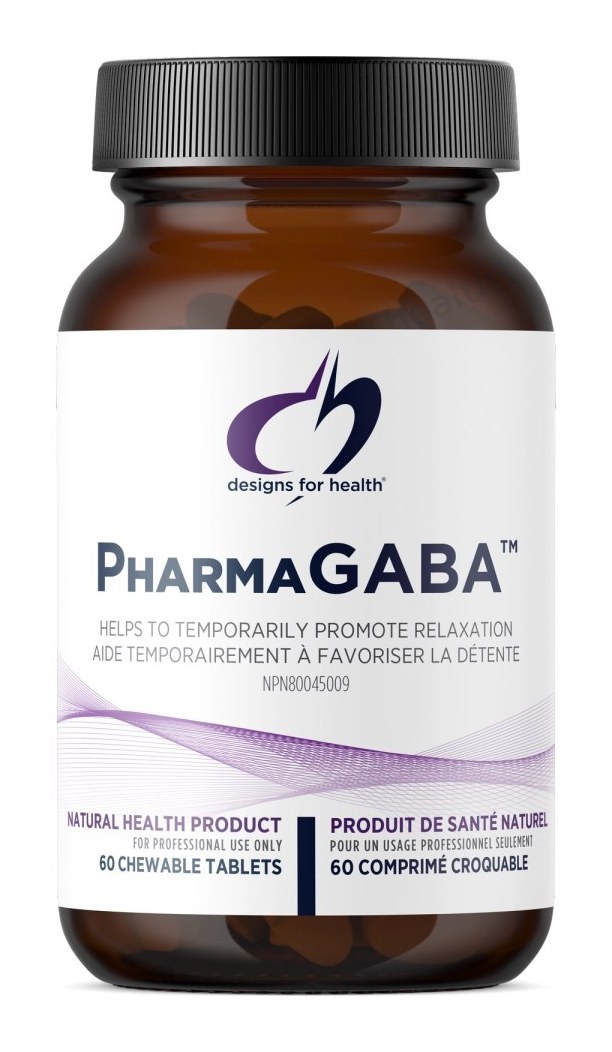 designs for health®
PHARMAGABA™
HELPS TO TEMPORARILY PROMOTE RELAXATION
AIDE TEMPORAIREMENT À FAVORISER LA DÉTENTE
NPN80045009
NATURAL HEALTH PRODUCT
FOR PROFESSIONAL USE ONLY
60 CHEWABLE TABLETS
PRODUIT DE SANTÉ NATUREL
POUR UN USAGE PROFESSIONNEL SEULEMENT
60 COMPRIMÉ CROQUABLE